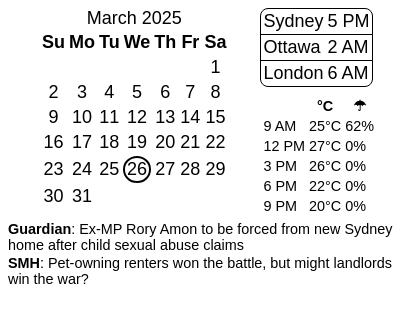 March 2025
Su Mo Tu We Th Fr Sa
1
2 3 4 5 6 7 8
9 10 11 12 13 14 15
16 17 18 19 20 21 22
23 24 25 26 27 28 29
30 31
Sydney 5 PM
Ottawa 2 AM
London 6 AM
°C ☂
9 AM 25°C 62%
12 PM 27°C 0%
3 PM 26°C 0%
6 PM 22°C 0%
9 PM 20°C 0%
Guardian: Ex-MP Rory Amon to be forced from new Sydney
home after child sexual abuse claims
SMH: Pet-owning renters won the battle, but might landlords
win the war?